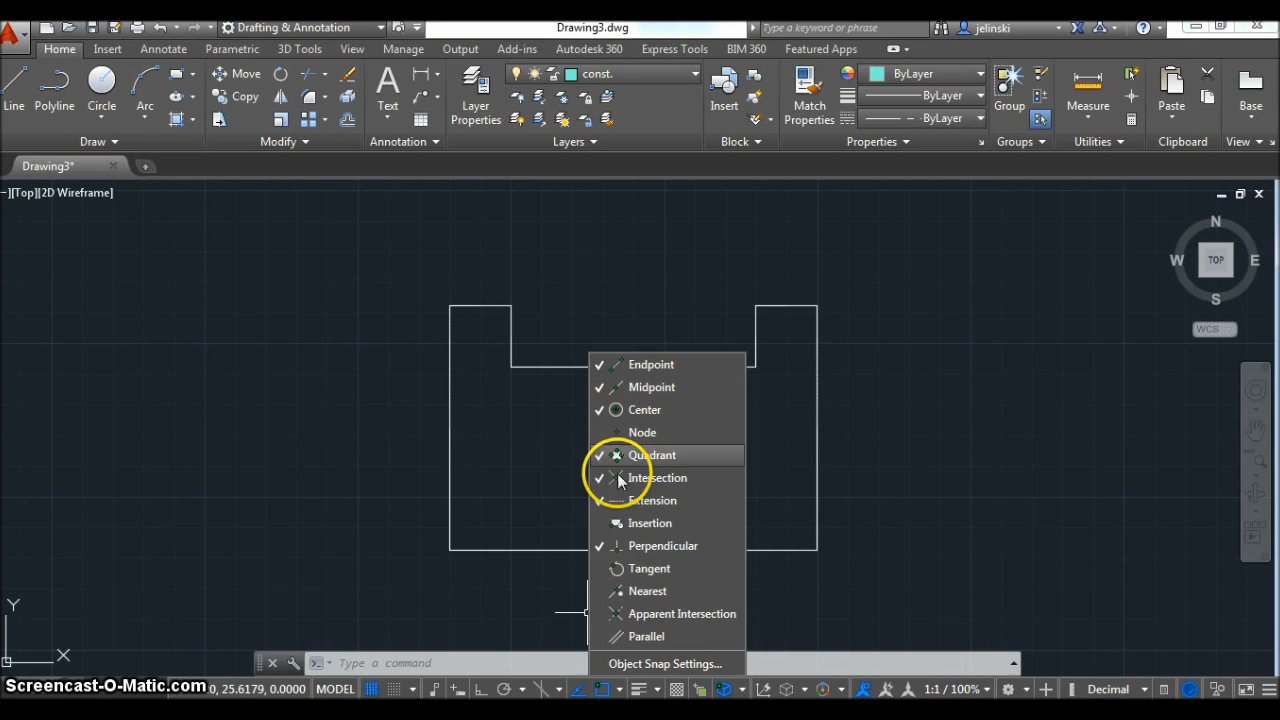 Drafting & Annotation
Drawing3.dwg
Type a keyword or phrase
jelinski
Home Insert Annotate Parametric 3D Tools View Manage Output Add-ins Autodesk 360 Express Tools BIM 360 Featured Apps
Line
Polyline
Circle
Arc
Move
Copy
Text
Layer
Properties
const.
Insert
Match
Properties
ByLayer
ByLayer
ByLayer
Group
Measure
Paste
Base
Draw
Modify
Annotation
Layers
Block
Properties
Groups
Utilities
Clipboard
View
Drawing3*
][Top][2D Wireframe]
N
W TOP E
S
WCS
Endpoint
Midpoint
Center
Node
Quadrant
Intersection
Extension
Insertion
Perpendicular
Tangent
Nearest
Apparent Intersection
Parallel
Object Snap Settings...
Y
X
Type a command
Screencast-O-Matic.com
0, 25.6179, 0.0000 MODEL 1:1 / 100% Decimal